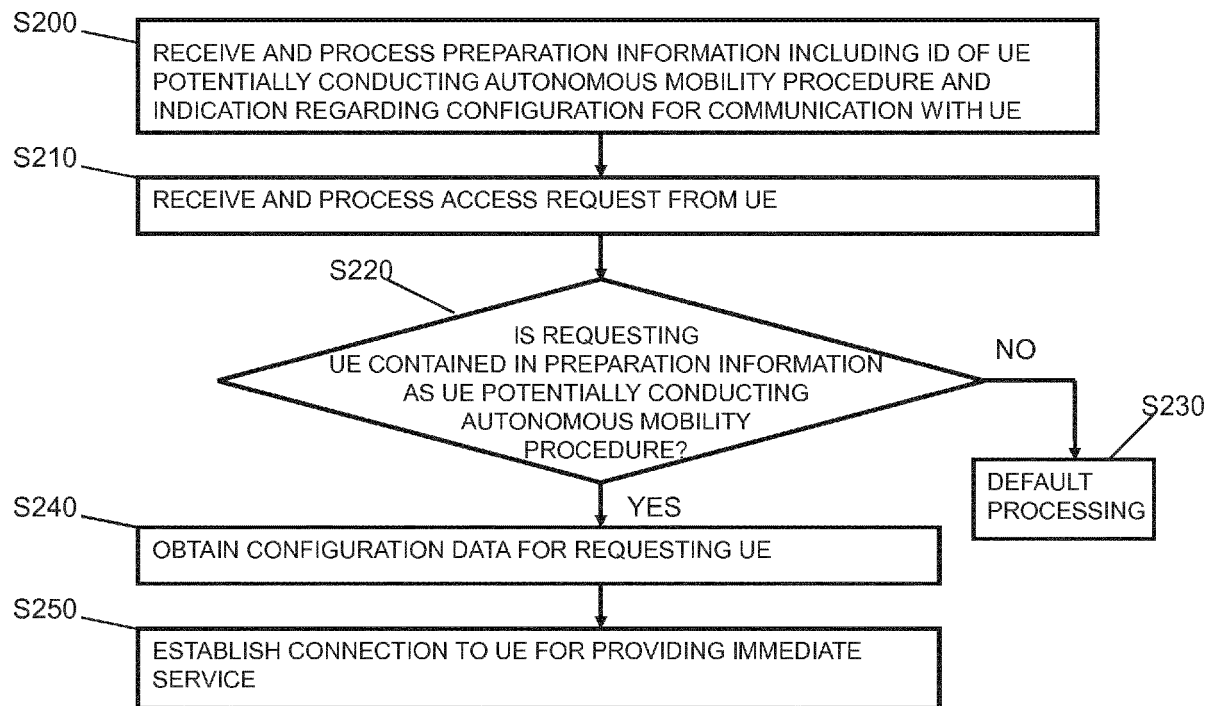 S200
RECEIVE AND PROCESS PREPARATION INFORMATION INCLUDING ID OF UE
POTENTIALLY CONDUCTING AUTONOMOUS MOBILITY PROCEDURE AND
INDICATION REGARDING CONFIGURATION FOR COMMUNICATION WITH UE
S210
RECEIVE AND PROCESS ACCESS REQUEST FROM UE
S220
IS REQUESTING
UE CONTAINED IN PREPARATION INFORMATION
AS UE POTENTIALLY CONDUCTING
AUTONOMOUS MOBILITY
PROCEDURE?
NO
S230
DEFAULT
PROCESSING
YES
S240
OBTAIN CONFIGURATION DATA FOR REQUESTING UE
S250
ESTABLISH CONNECTION TO UE FOR PROVIDING IMMEDIATE
SERVICE